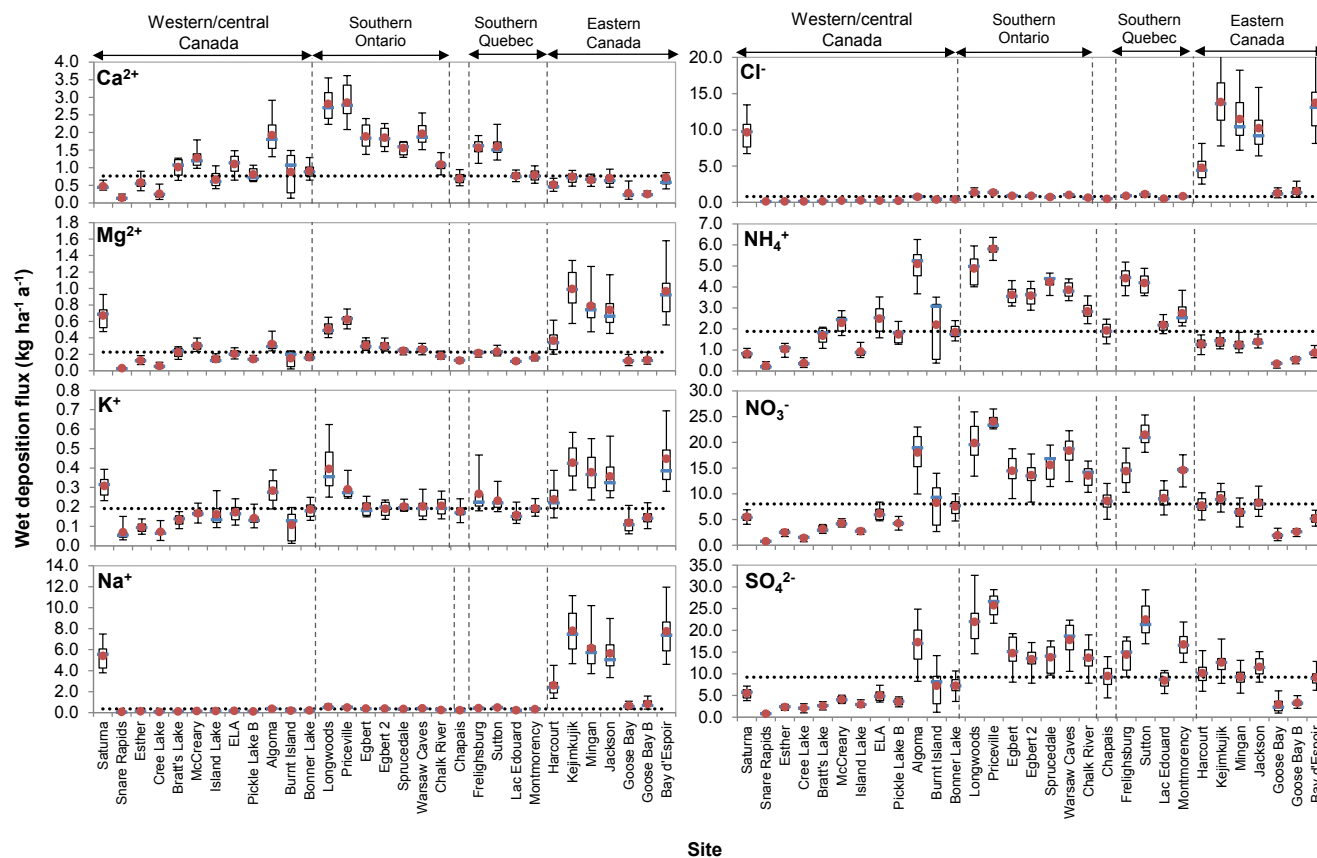 Western/central Canada
Southern Ontario
Southern Quebec
Eastern Canada
Wet deposition flux (kg ha⁻¹ a⁻¹)
Ca²⁺
4.0
3.5
3.0
2.5
2.0
1.5
1.0
0.5
0.0
Mg²⁺
1.8
1.6
1.4
1.2
1.0
0.8
0.6
0.4
0.2
0.0
K⁺
0.8
0.7
0.6
0.5
0.4
0.3
0.2
0.1
0.0
Na⁺
14.0
12.0
10.0
8.0
6.0
4.0
2.0
0.0
Saturna
Snare Rapids
Esther
Cree Lake
Bratt's Lake
McCreary
Island Lake
ELA
Pickle Lake B
Algoma
Burnt Island
Bonner Lake
Longwoods
Priceville
Egbert
Egbert 2
Sprucedale
Warsaw Caves
Chalk River
Chapais
Frelighsburg
Sutton
Lac Edouard
Montmorency
Harcourt
Kejimkujik
Mingan
Jackson
Goose Bay
Goose Bay B
Bay d'Espoir
Western/central Canada
Southern Ontario
Southern Quebec
Eastern Canada
Cl⁻
20.0
15.0
10.0
5.0
0.0
NH₄⁺
7.0
6.0
5.0
4.0
3.0
2.0
1.0
0.0
NO₃⁻
30.0
25.0
20.0
15.0
10.0
5.0
0.0
SO₄²⁻
35.0
30.0
25.0
20.0
15.0
10.0
5.0
0.0
Saturna
Snare Rapids
Esther
Cree Lake
Bratt's Lake
McCreary
Island Lake
ELA
Pickle Lake B
Algoma
Burnt Island
Bonner Lake
Longwoods
Priceville
Egbert
Egbert 2
Sprucedale
Warsaw Caves
Chalk River
Chapais
Frelighsburg
Sutton
Lac Edouard
Montmorency
Harcourt
Kejimkujik
Mingan
Jackson
Goose Bay
Goose Bay B
Bay d'Espoir
Site